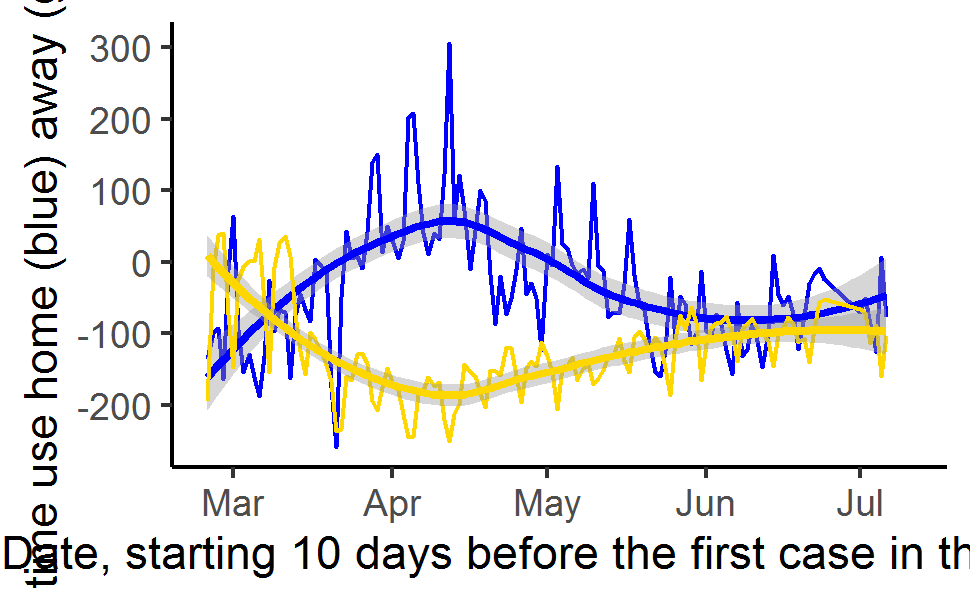 time use home (blue) away (
300
200
100
0
-100
-200
Mar Apr May Jun Jul
Date, starting 10 days before the first case in th